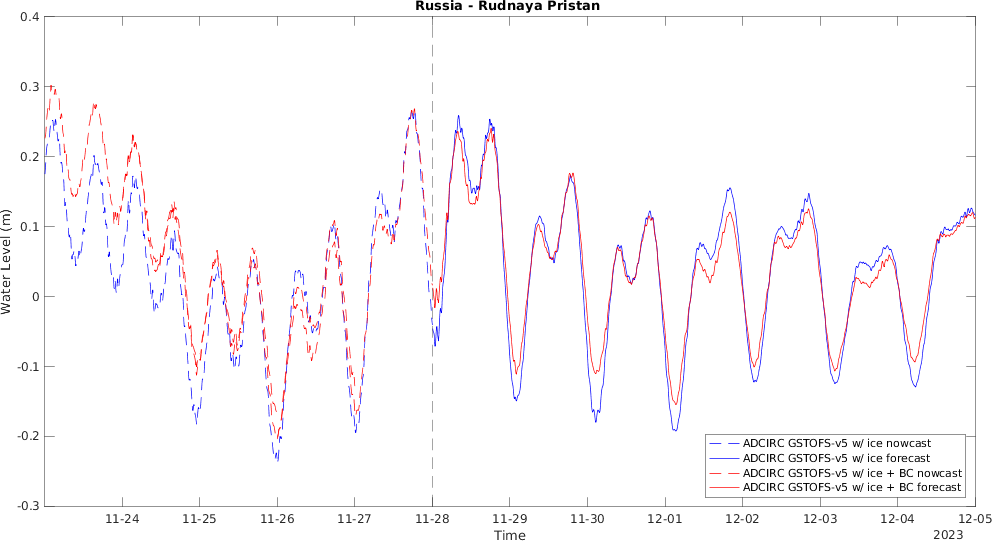 Russia - Rudnaya Pristan
0.4
0.3
0.2
0.1
0
-0.1
-0.2
-0.3
Water Level (m)
ADCIRC GSTOFS-v5 w/ ice nowcast
ADCIRC GSTOFS-v5 w/ ice forecast
ADCIRC GSTOFS-v5 w/ ice + BC nowcast
ADCIRC GSTOFS-v5 w/ ice + BC forecast
11-24 11-25 11-26 11-27 11-28 11-29 11-30 12-01 12-02 12-03 12-04 12-05
Time
2023